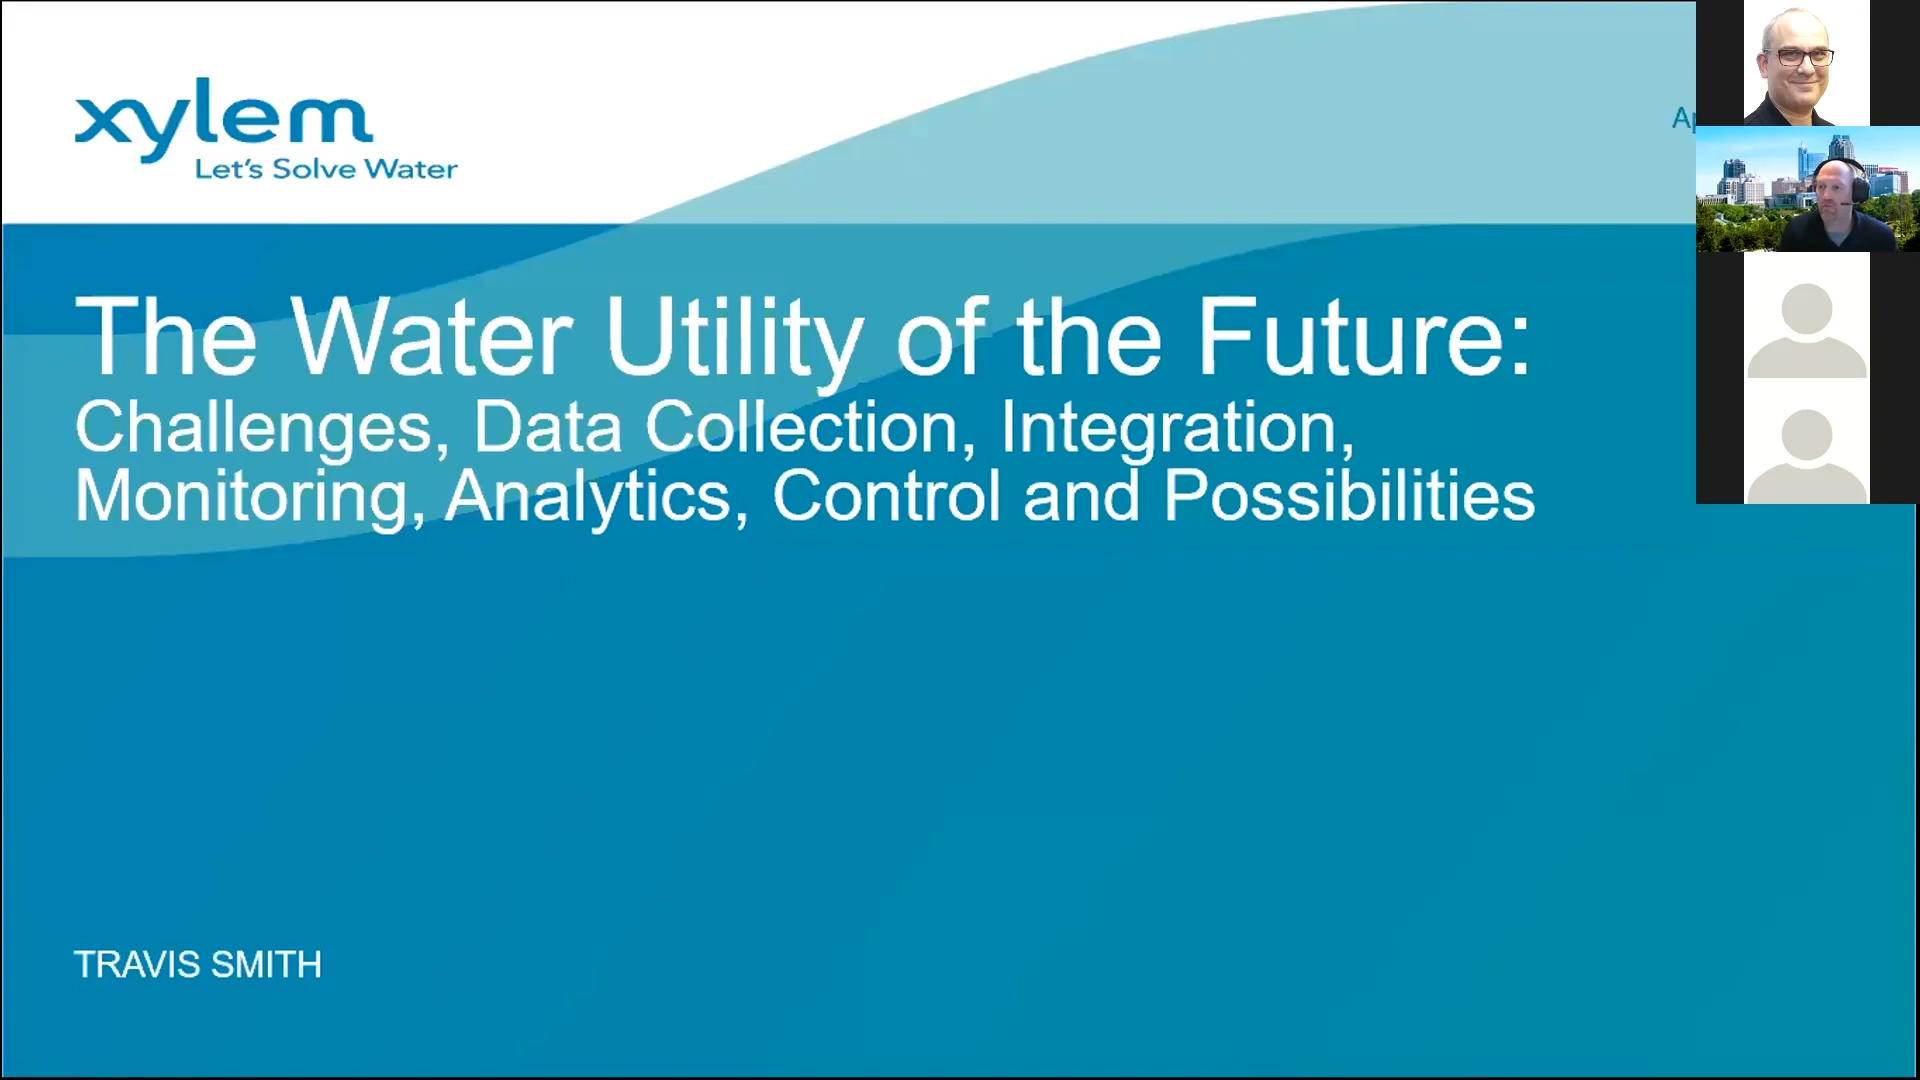 xylem
Let's Solve Water
The Water Utility of the Future:
Challenges, Data Collection, Integration,
Monitoring, Analytics, Control and Possibilities
TRAVIS SMITH